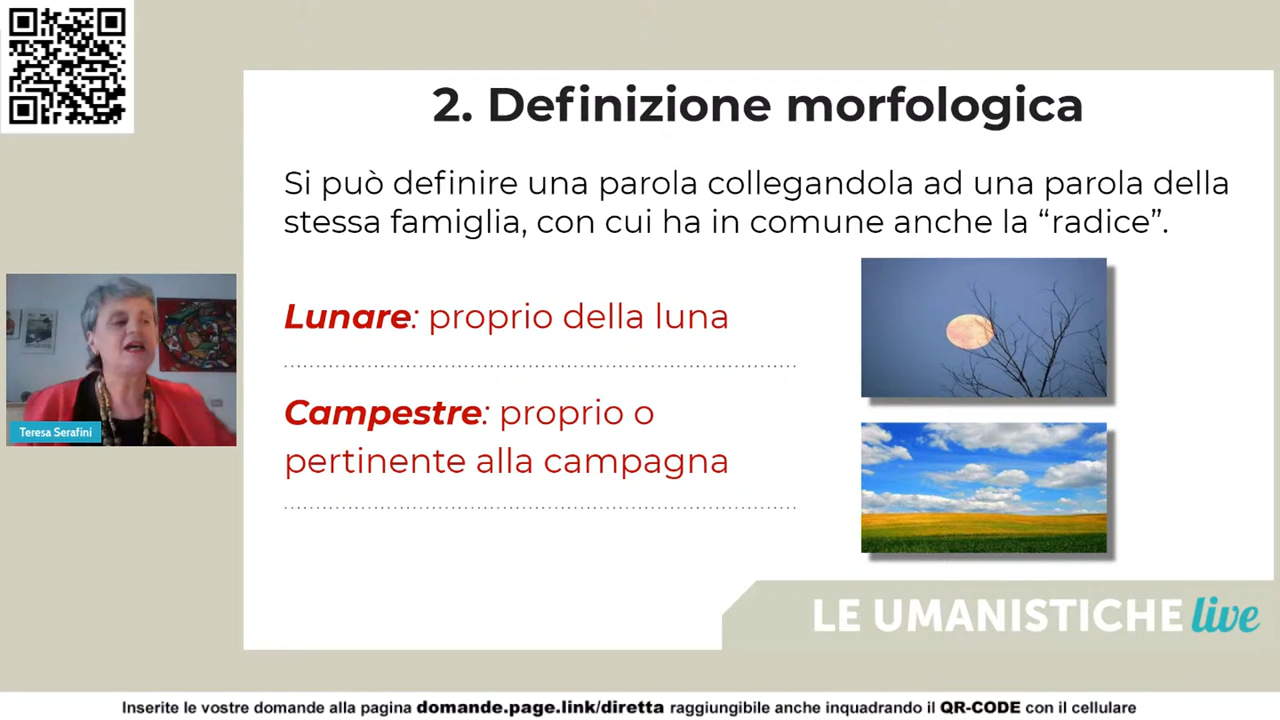 2. Definizione morfologica
Si può definire una parola collegandola ad una parola della
stessa famiglia, con cui ha in comune anche la “radice”.
Lunare: proprio della luna
Campestre: proprio o
pertinente alla campagna
Teresa Serafini
LE UMANISTICHE live
Inserite le vostre domande alla pagina domande.page.link/diretta raggiungibile anche inquadrando il QR-CODE con il cellulare